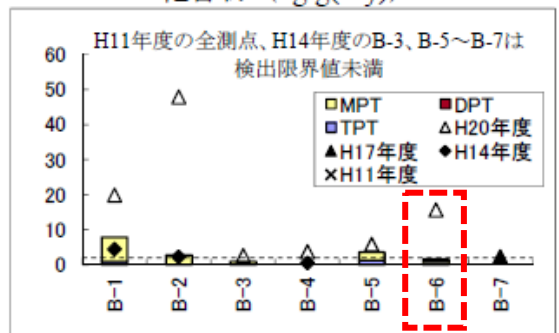 H11年度の全測点、H14年度のB-3、B-5～B-7は
検出限界値未満
60
50
40
30
20
10
0
MPT DPT
TPT H20年度
H17年度 H14年度
H11年度
B-1 B-2 B-3 B-4 B-5 B-6 B-7